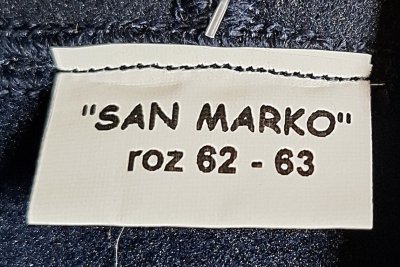 "SAN MARKO"
roz 62 - 63